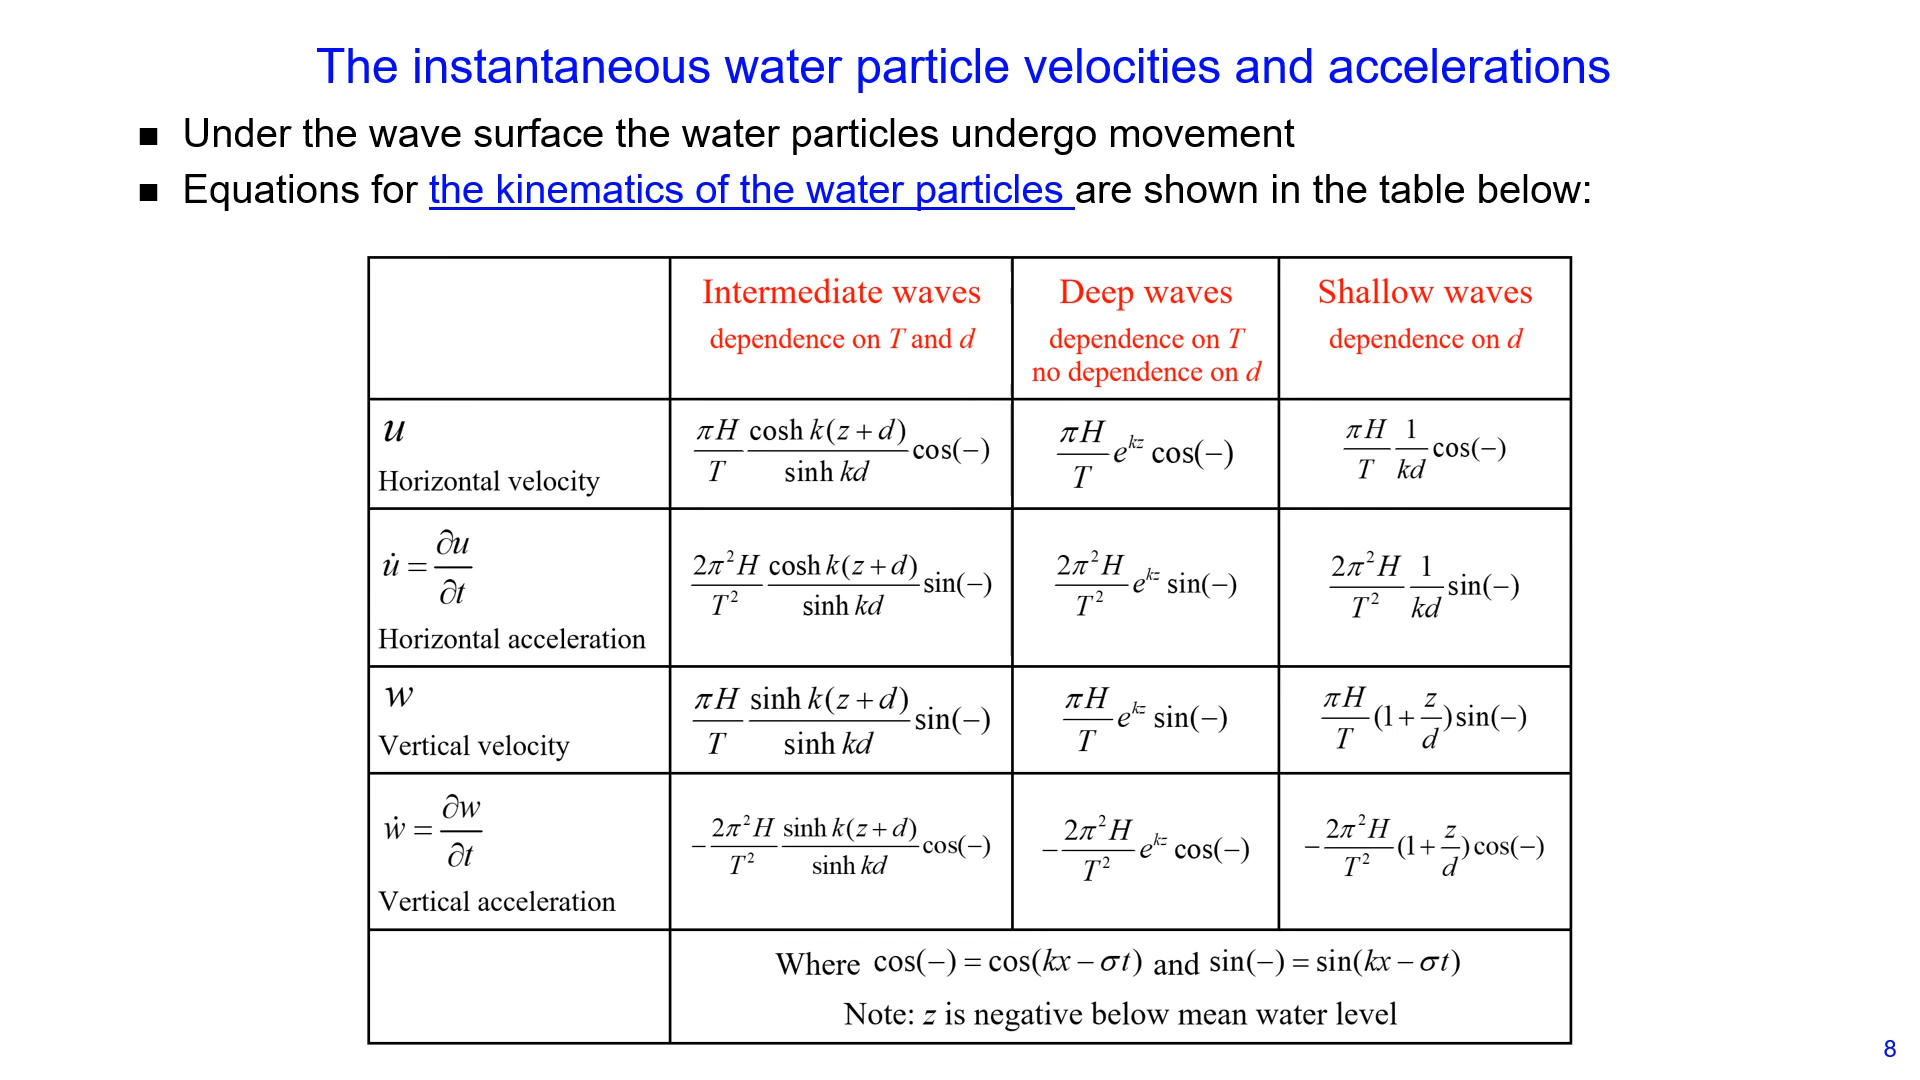 The instantaneous water particle velocities and accelerations
■ Under the wave surface the water particles undergo movement
■ Equations for the kinematics of the water particles are shown in the table below:
Intermediate waves
dependence on T and d
Deep waves
dependence on T
no dependence on d
Shallow waves
dependence on d
u
Horizontal velocity
πH/T cosh k(z + d)/sinh kd cos(−)
πH/T e^{kz} cos(−)
πH/T 1/kd cos(−)
u̇ = ∂u/∂t
Horizontal acceleration
2π²H/T² cosh k(z + d)/sinh kd sin(−)
2π²H/T² e^{kz} sin(−)
2π²H/T² 1/kd sin(−)
w
Vertical velocity
πH/T sinh k(z + d)/sinh kd sin(−)
πH/T e^{kz} sin(−)
πH/T (1 + z/d) sin(−)
ẇ = ∂w/∂t
Vertical acceleration
− 2π²H/T² sinh k(z + d)/sinh kd cos(−)
− 2π²H/T² e^{kz} cos(−)
− 2π²H/T² (1 + z/d) cos(−)
Where cos(−) = cos(kx − σt) and sin(−) = sin(kx − σt)
Note: z is negative below mean water level
8